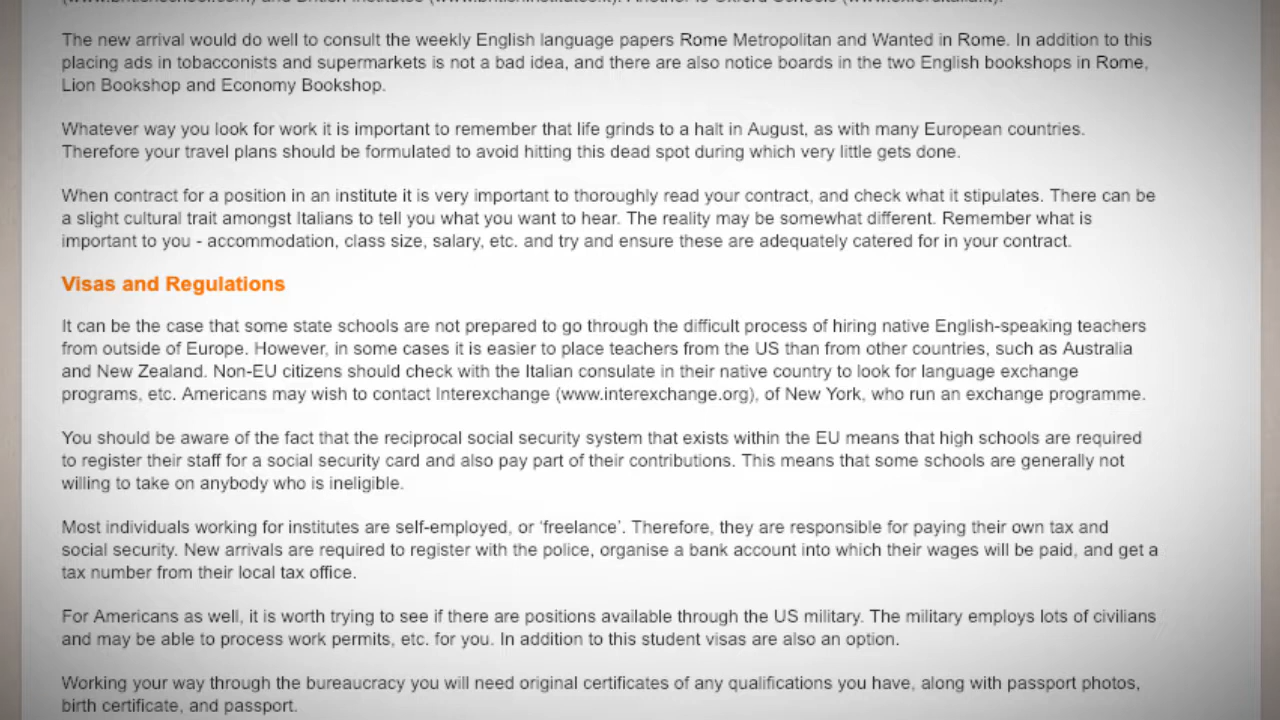 The new arrival would do well to consult the weekly English language papers Rome Metropolitan and Wanted in Rome. In addition to this
placing ads in tobacconists and supermarkets is not a bad idea, and there are also notice boards in the two English bookshops in Rome,
Lion Bookshop and Economy Bookshop.
Whatever way you look for work it is important to remember that life grinds to a halt in August, as with many European countries.
Therefore your travel plans should be formulated to avoid hitting this dead spot during which very little gets done.
When contract for a position in an institute it is very important to thoroughly read your contract, and check what it stipulates. There can be
a slight cultural trait amongst Italians to tell you what you want to hear. The reality may be somewhat different. Remember what is
important to you - accommodation, class size, salary, etc. and try and ensure these are adequately catered for in your contract.
Visas and Regulations
It can be the case that some state schools are not prepared to go through the difficult process of hiring native English-speaking teachers
from outside of Europe. However, in some cases it is easier to place teachers from the US than from other countries, such as Australia
and New Zealand. Non-EU citizens should check with the Italian consulate in their native country to look for language exchange
programs, etc. Americans may wish to contact Interexchange (www.interexchange.org), of New York, who run an exchange programme.
You should be aware of the fact that the reciprocal social security system that exists within the EU means that high schools are required
to register their staff for a social security card and also pay part of their contributions. This means that some schools are generally not
willing to take on anybody who is ineligible.
Most individuals working for institutes are self-employed, or ‘freelance’. Therefore, they are responsible for paying their own tax and
social security. New arrivals are required to register with the police, organise a bank account into which their wages will be paid, and get a
tax number from their local tax office.
For Americans as well, it is worth trying to see if there are positions available through the US military. The military employs lots of civilians
and may be able to process work permits, etc. for you. In addition to this student visas are also an option.
Working your way through the bureaucracy you will need original certificates of any qualifications you have, along with passport photos,
birth certificate, and passport.